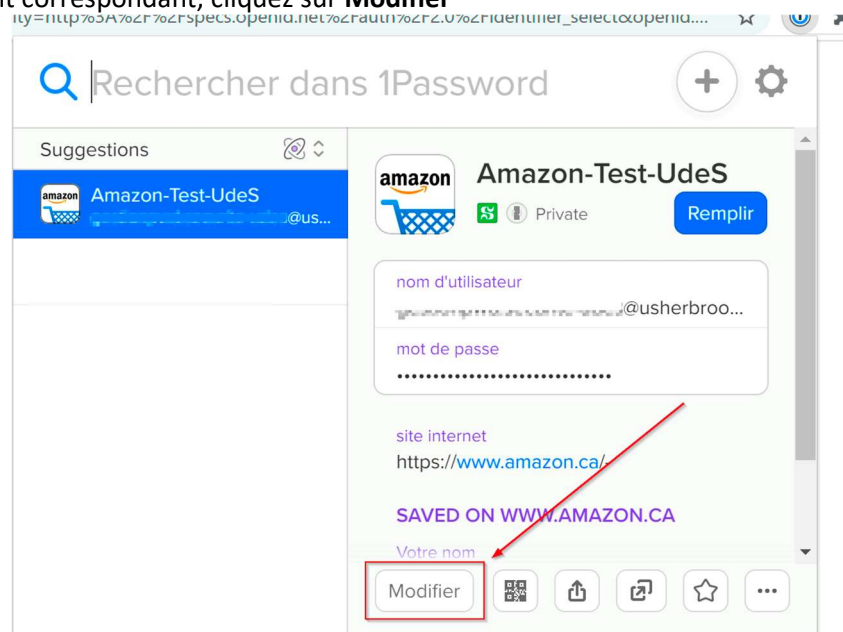 t correspondant, cliquez sur Modifier
ity=http%3A%2F%2Fspecs.openid.net%2Fauth%2F2.0%2Fidentifier_select&openid....
Rechercher dans 1Password
Suggestions
amazon
Amazon-Test-UdeS
@us...
amazon
Amazon-Test-UdeS
Private
Remplir
nom d'utilisateur
@usherbroo...
mot de passe
site internet
https://www.amazon.ca/
SAVED ON WWW.AMAZON.CA
Votre nom
Modifier